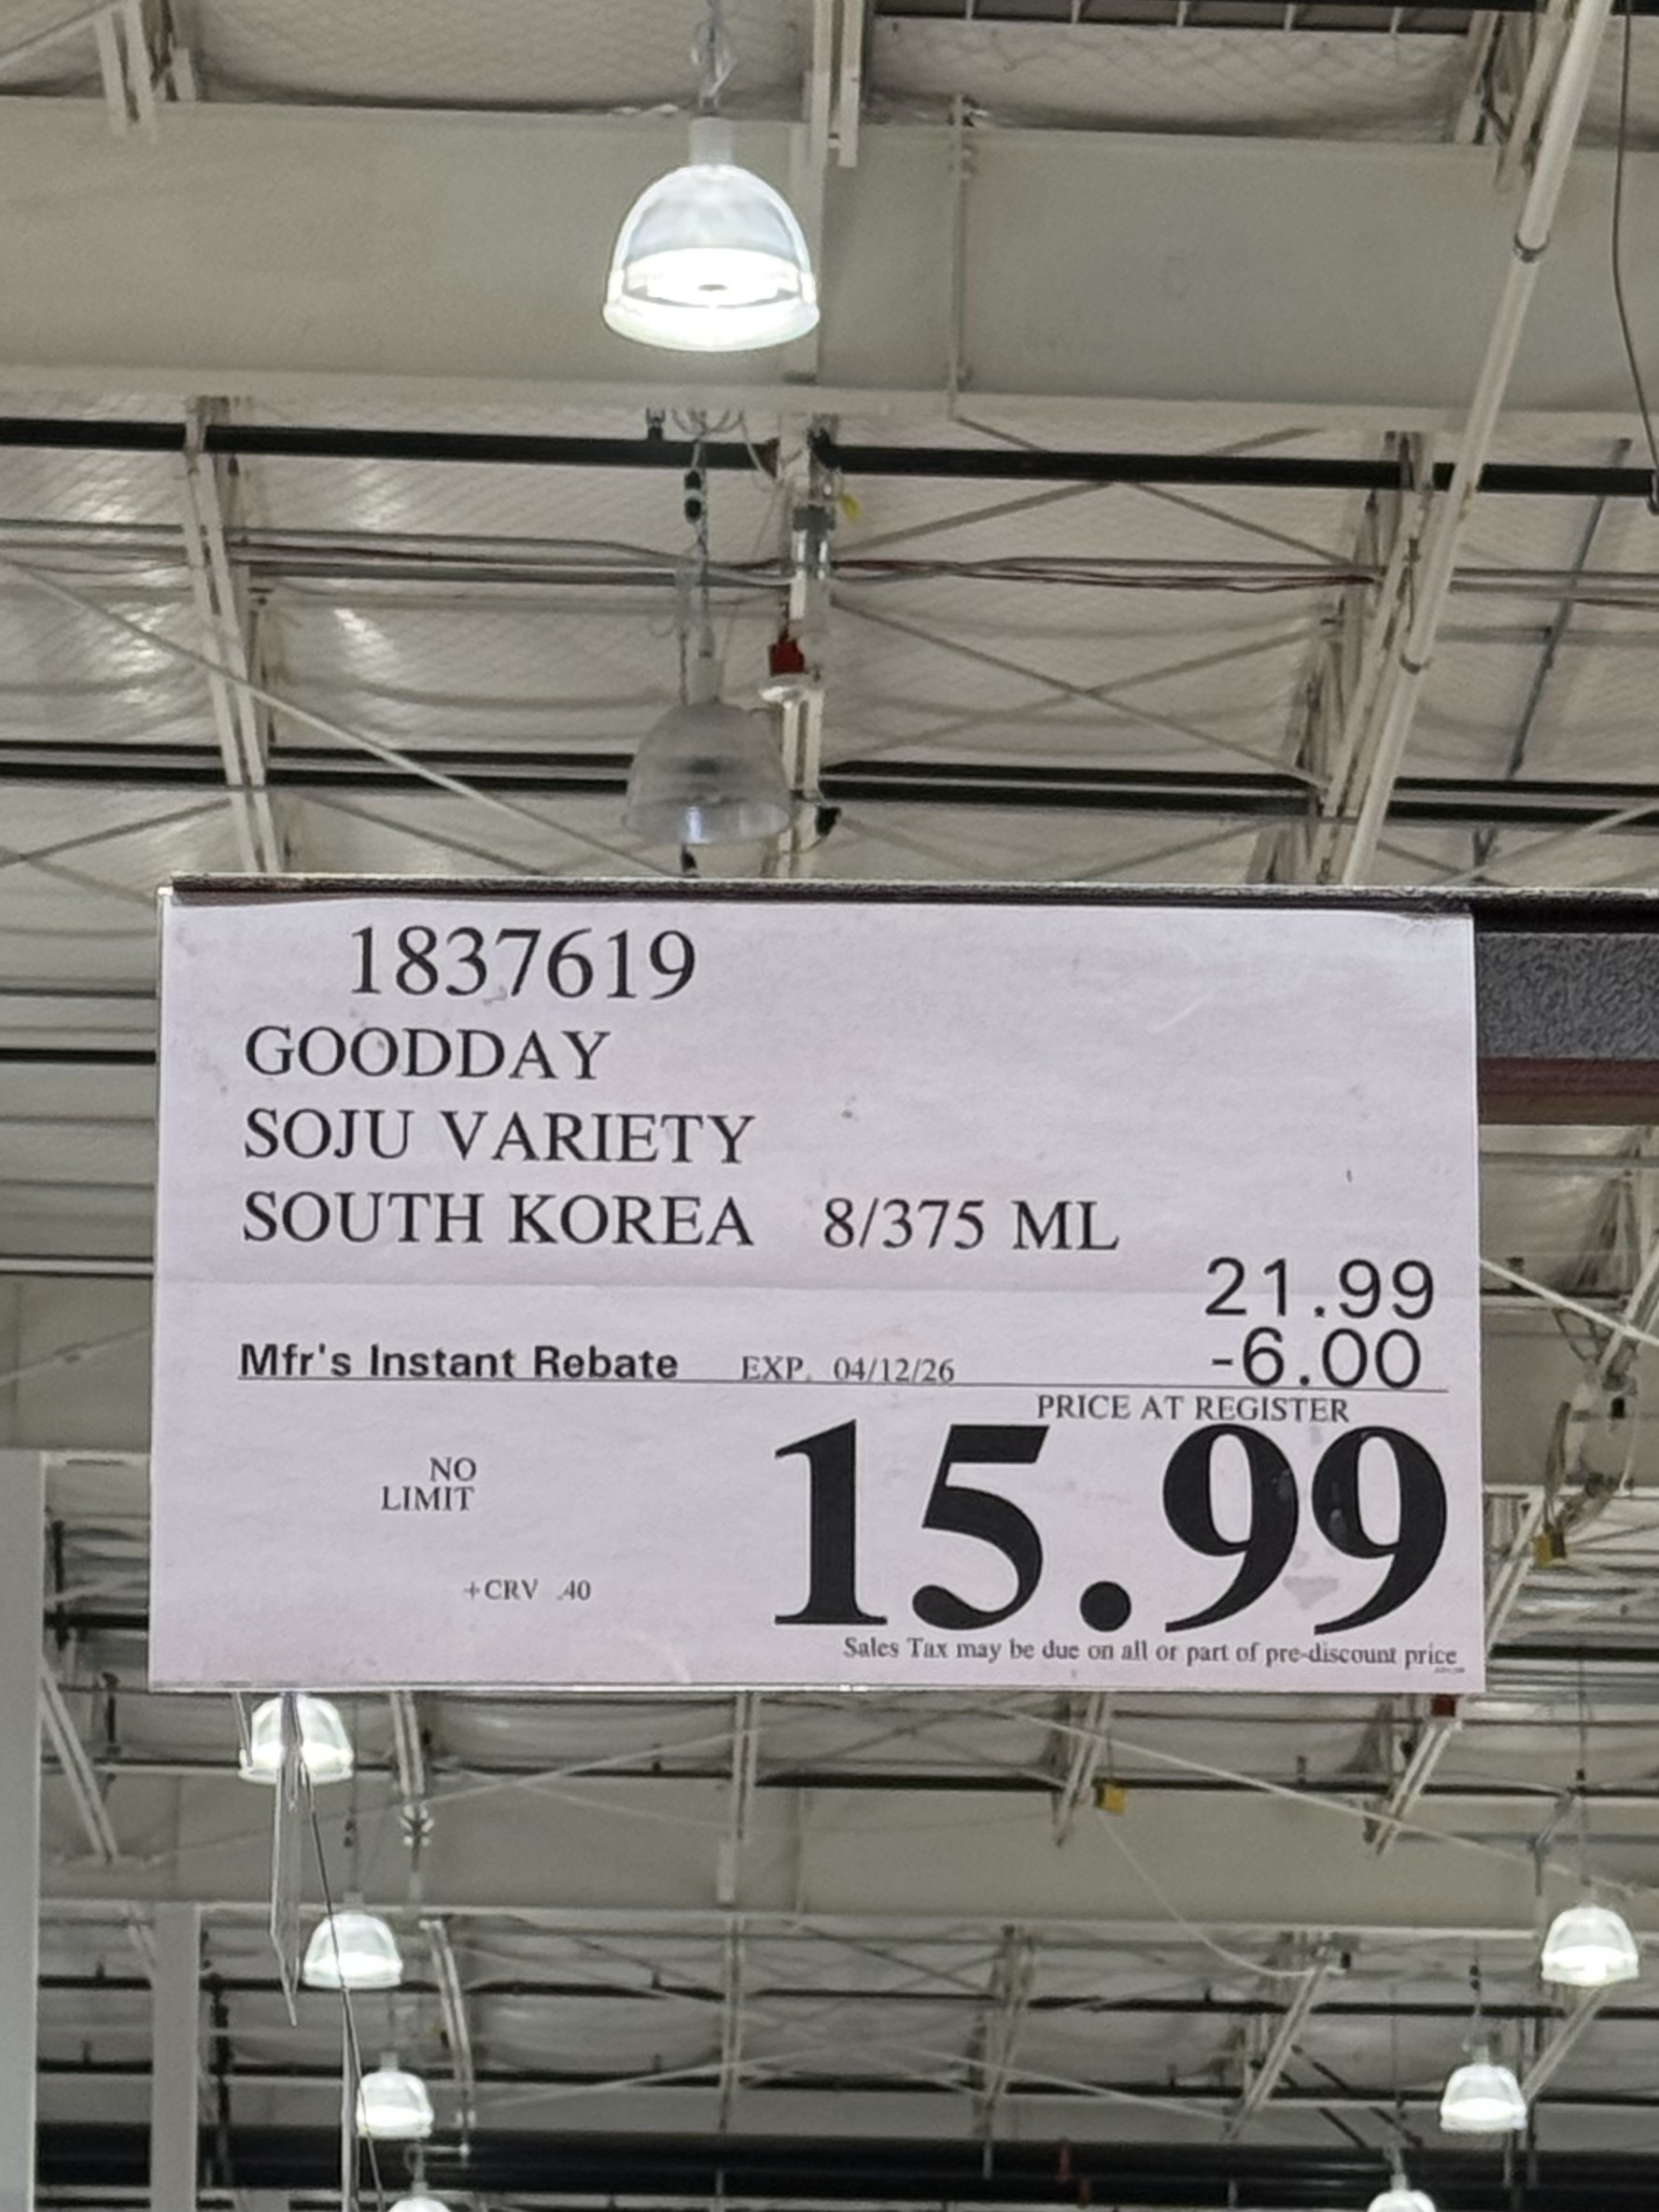 1837619
GOODDAY
SOJU VARIETY
SOUTH KOREA 8/375 ML
21.99
Mfr's Instant Rebate EXP. 04/12/26 -6.00
PRICE AT REGISTER
15.99
NO
LIMIT
+CRV .40
Sales Tax may be due on all or part of pre-discount price